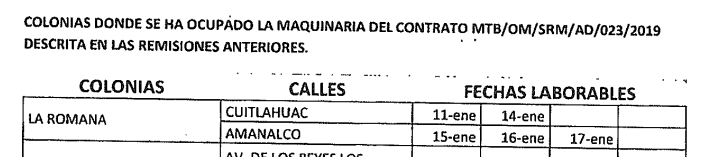 COLONIAS DONDE SE HA OCUPADO LA MAQUINARIA DEL CONTRATO MTB/OM/SRM/AD/023/2019
DESCRITA EN LAS REMISIONES ANTERIORES.
COLONIAS CALLES FECHAS LABORABLES
LA ROMANA CUITLAHUAC 11-ene 14-ene
AMANALCO 15-ene 16-ene 17-ene
AV. DE LOS REYES LOS